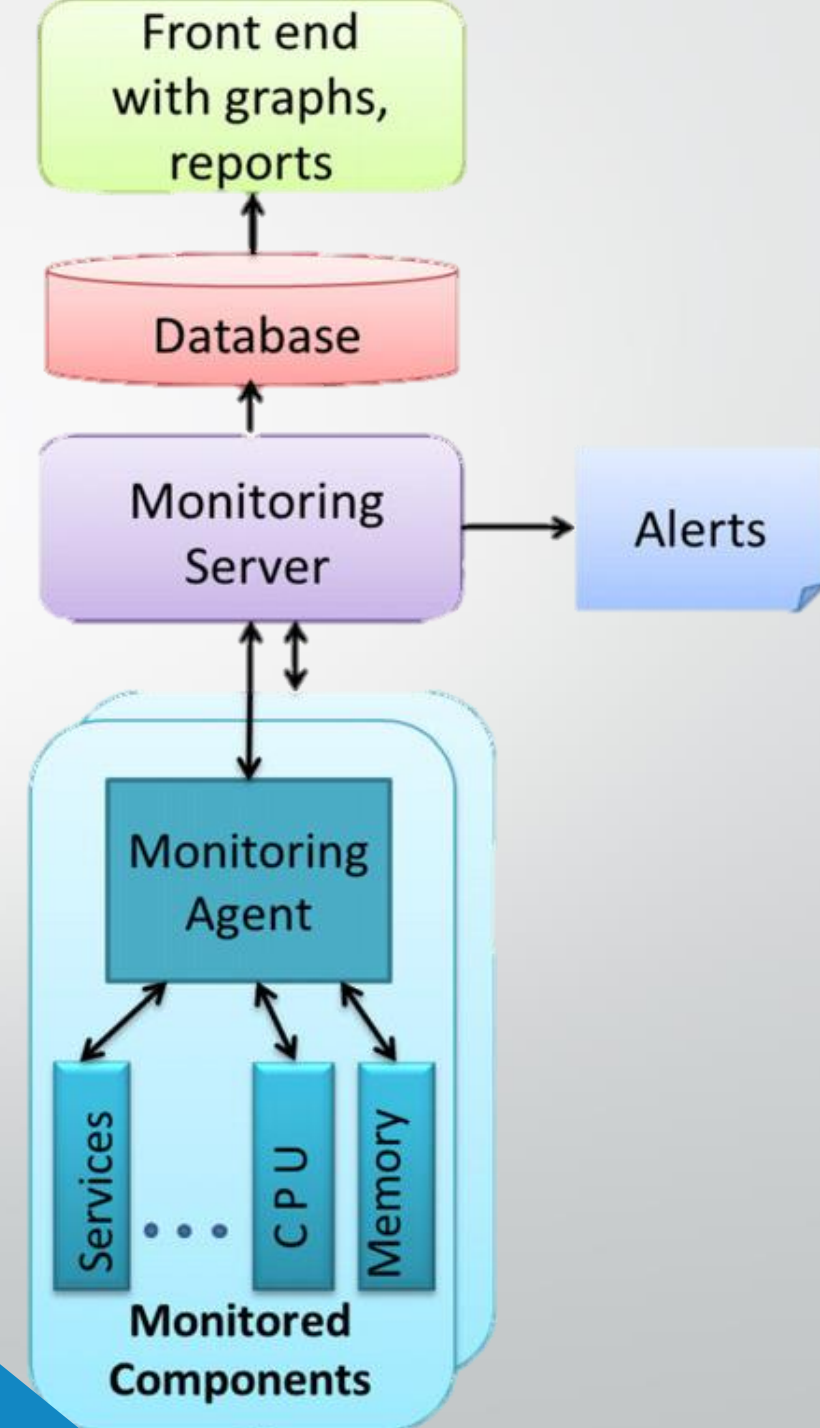 Front end
with graphs,
reports
Database
Monitoring
Server
Alerts
Monitoring
Agent
Services
C P U
Memory
Monitored
Components